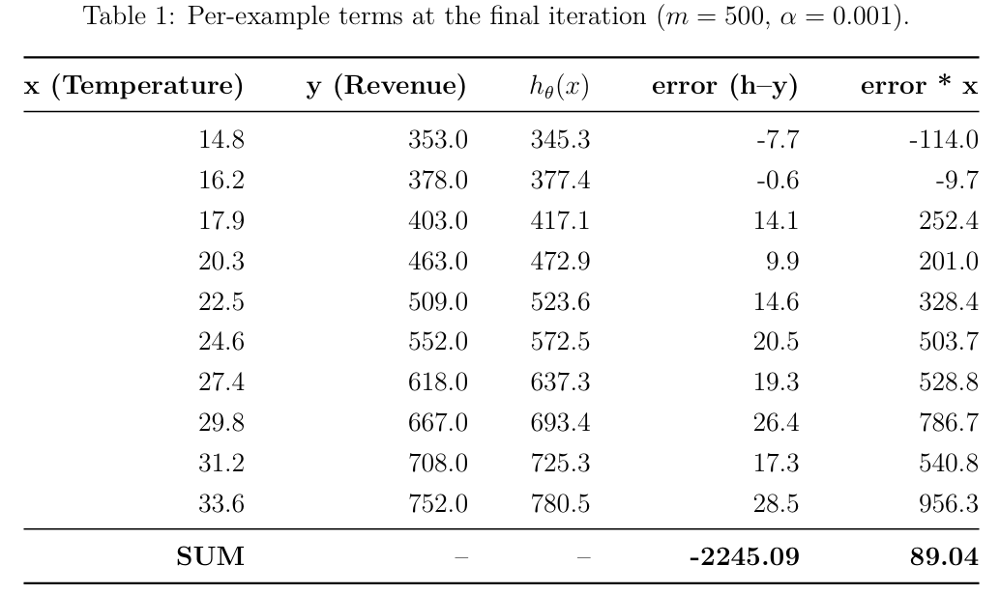 Table 1: Per-example terms at the final iteration (m = 500, α = 0.001).
x (Temperature) y (Revenue) hθ(x) error (h–y) error * x
14.8 353.0 345.3 -7.7 -114.0
16.2 378.0 377.4 -0.6 -9.7
17.9 403.0 417.1 14.1 252.4
20.3 463.0 472.9 9.9 201.0
22.5 509.0 523.6 14.6 328.4
24.6 552.0 572.5 20.5 503.7
27.4 618.0 637.3 19.3 528.8
29.8 667.0 693.4 26.4 786.7
31.2 708.0 725.3 17.3 540.8
33.6 752.0 780.5 28.5 956.3
SUM – – -2245.09 89.04